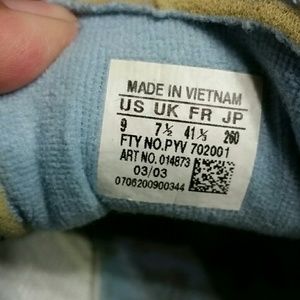 MADE IN VIETNAM
US UK FR JP
9 7½ 41⅓ 260
FTY NO.PYV 702001
ART NO. 014873
03/03
0706200900344